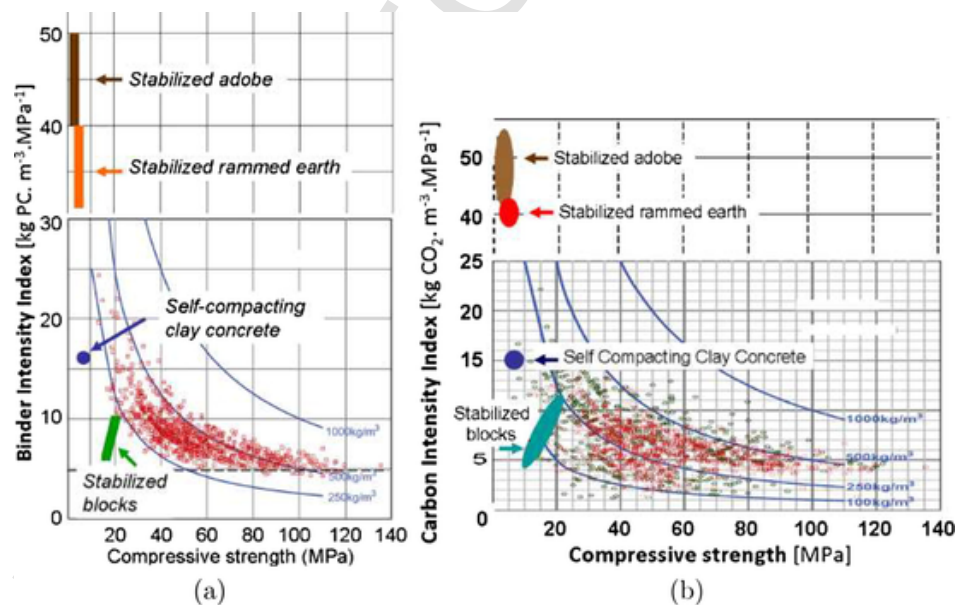 Binder Intensity Index [kg PC. m⁻³.MPa⁻¹]
50
40
30
20
10
0
Stabilized adobe
Stabilized rammed earth
Self-compacting
clay concrete
Stabilized
blocks
1000kg/m³
500kg/m³
250kg/m³
20 40 60 80 100 120 140
Compressive strength (MPa)
(a)
Carbon Intensity Index [kg CO₂. m⁻³.MPa⁻¹]
50
40
25
20
15
10
5
0
Stabilized adobe
Stabilized rammed earth
Self Compacting Clay Concrete
Stabilized
blocks
1000kg/m³
500kg/m³
250kg/m³
100kg/m³
20 40 60 80 100 120 140
Compressive strength [MPa]
(b)